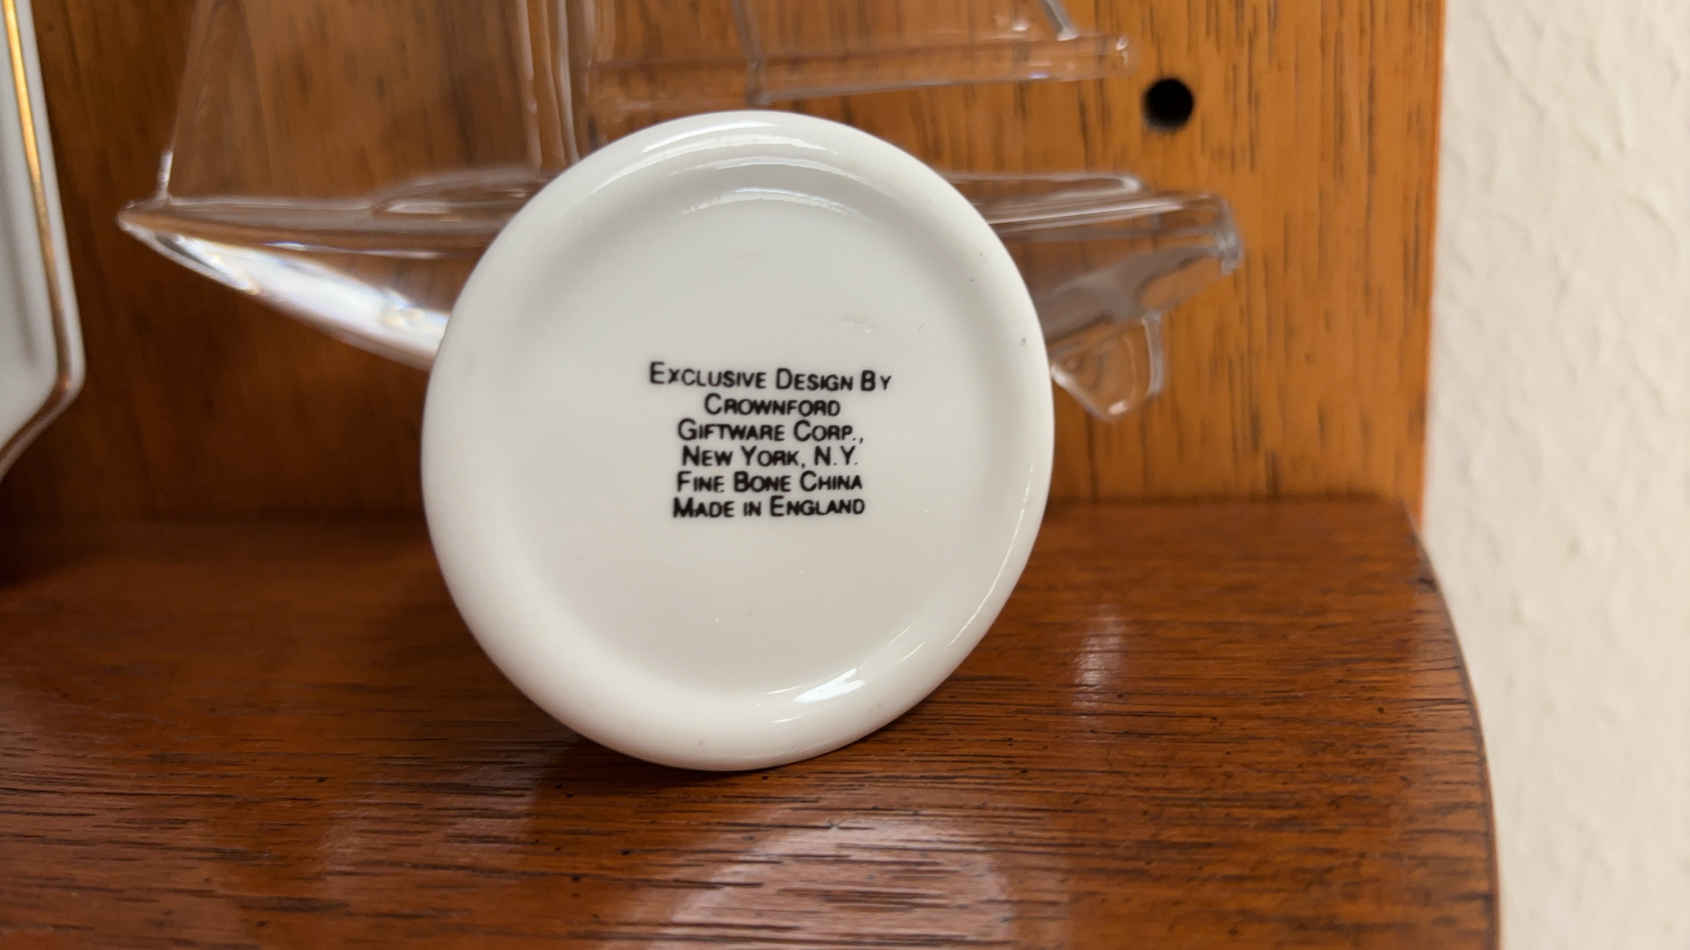 EXCLUSIVE DESIGN BY
CROWNFORD
GIFTWARE CORP.,
NEW YORK, N.Y.
FINE BONE CHINA
MADE IN ENGLAND